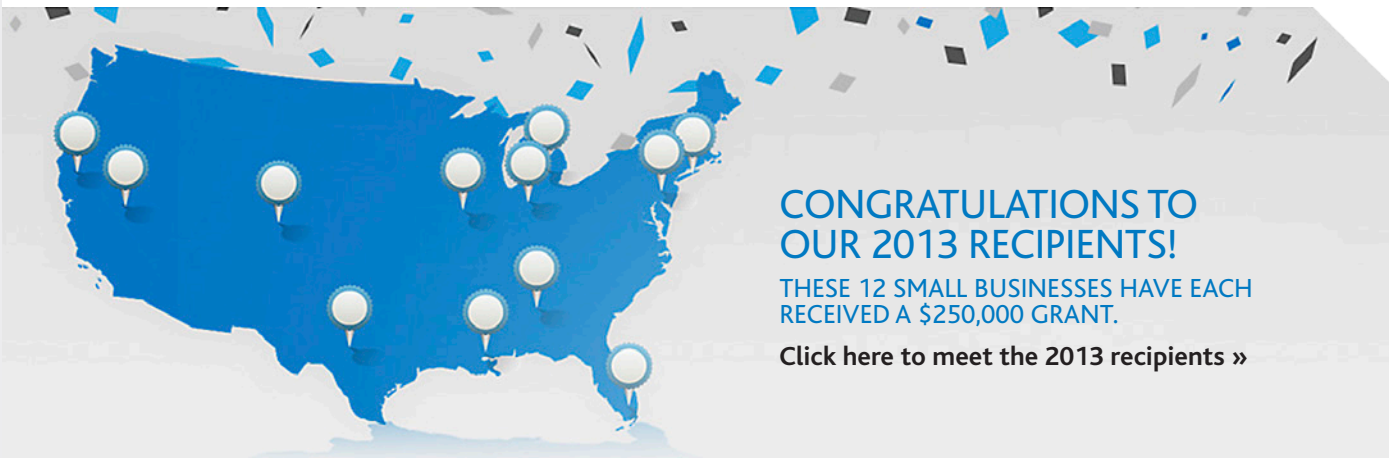 CONGRATULATIONS TO
OUR 2013 RECIPIENTS!
THESE 12 SMALL BUSINESSES HAVE EACH
RECEIVED A $250,000 GRANT.
Click here to meet the 2013 recipients »